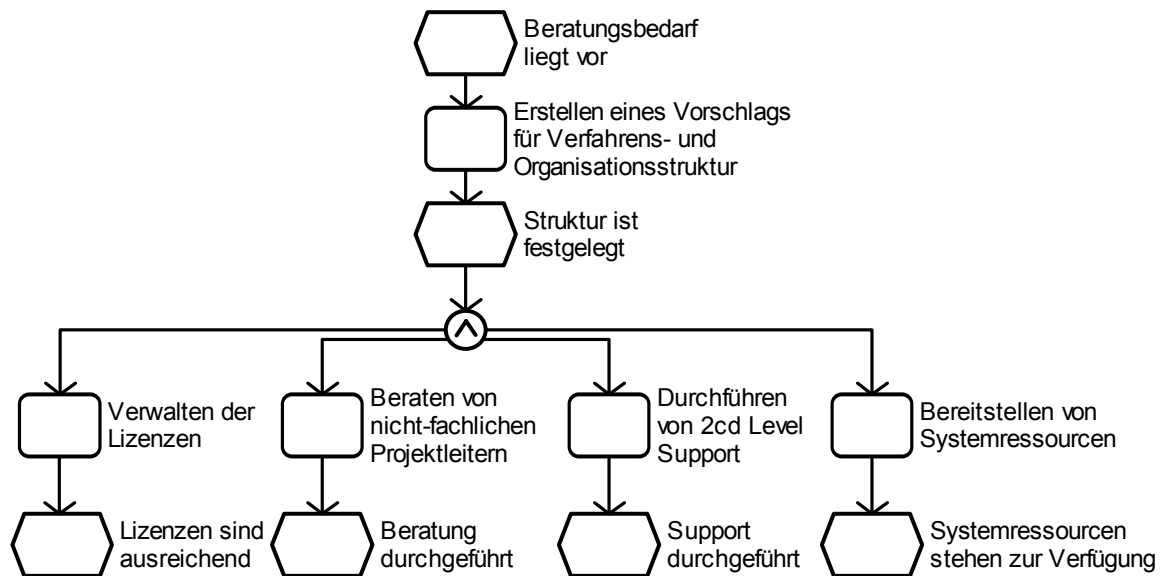 Beratungsbedarf
liegt vor
Erstellen eines Vorschlags
für Verfahrens- und
Organisationsstruktur
Struktur ist
festgelegt
Verwalten der
Lizenzen
Beraten von
nicht-fachlichen
Projektleitern
Durchführen
von 2cd Level
Support
Bereitstellen von
Systemressourcen
Lizenzen sind
ausreichend
Beratung
durchgeführt
Support
durchgeführt
Systemressourcen
stehen zur Verfügung